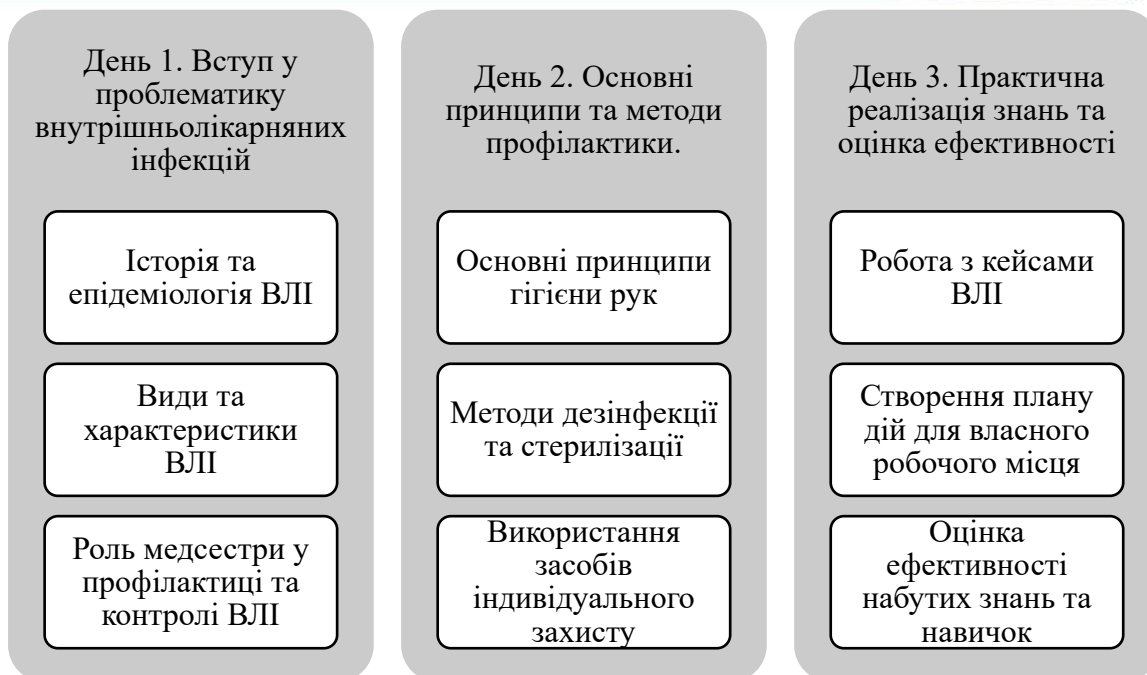 День 1. Вступ у
проблематику
внутрішньолікарняних
інфекцій
Історія та
епідеміологія ВЛІ
Види та
характеристики
ВЛІ
Роль медсестри у
профілактиці та
контролі ВЛІ
День 2. Основні
принципи та методи
профілактики.
Основні принципи
гігієни рук
Методи дезінфекції
та стерилізації
Використання
засобів
індивідуального
захисту
День 3. Практична
реалізація знань та
оцінка ефективності
Робота з кейсами
ВЛІ
Створення плану
дій для власного
робочого місця
Оцінка
ефективності
набутих знань та
навичок